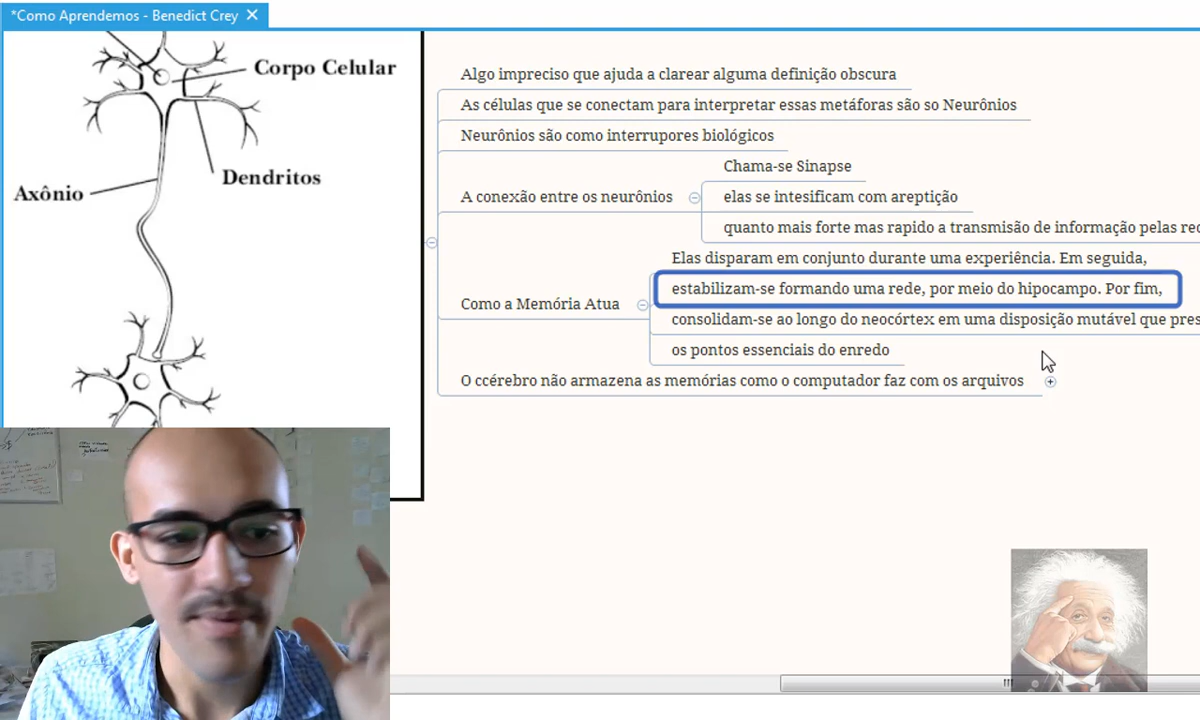 *Como Aprendemos - Benedict Crey
Corpo Celular
Dendritos
Axônio
Algo impreciso que ajuda a clarear alguma definição obscura
As células que se conectam para interpretar essas metáforas são so Neurônios
Neurônios são como interrupores biológicos
Chama-se Sinapse
A conexão entre os neurônios
elas se intesificam com areptição
quanto mais forte mas rapido a transmisão de informação pelas
Elas disparam em conjunto durante uma experiência. Em seguida,
estabilizam-se formando uma rede, por meio do hipocampo. Por fim,
Como a Memória Atua
consolidam-se ao longo do neocórtex em uma disposição mutável que
os pontos essenciais do enredo
O ccérebro não armazena as memórias como o computador faz com os arquivos